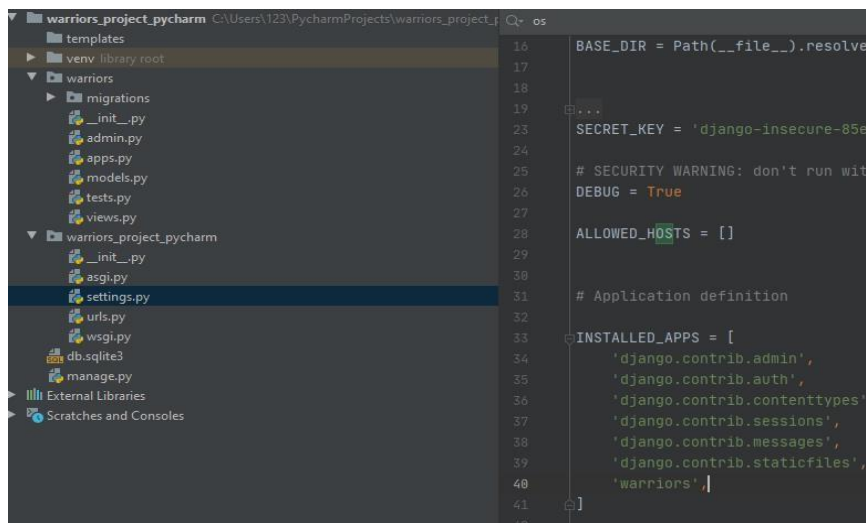 warriors_project_pycharm C:\Users\123\PycharmProjects\warriors_project_p
templates
venv library root
warriors
migrations
__init__.py
admin.py
apps.py
models.py
tests.py
views.py
warriors_project_pycharm
__init__.py
asgi.py
settings.py
urls.py
wsgi.py
db.sqlite3
manage.py
External Libraries
Scratches and Consoles
os
16 BASE_DIR = Path(__file__).resolve
17
18
19 ...
23 SECRET_KEY = 'django-insecure-85e
24
25 # SECURITY WARNING: don't run wit
26 DEBUG = True
27
28 ALLOWED_HOSTS = []
29
30
31 # Application definition
32
33 INSTALLED_APPS = [
34 'django.contrib.admin',
35 'django.contrib.auth',
36 'django.contrib.contenttypes'
37 'django.contrib.sessions',
38 'django.contrib.messages',
39 'django.contrib.staticfiles',
40 'warriors',
41 ]